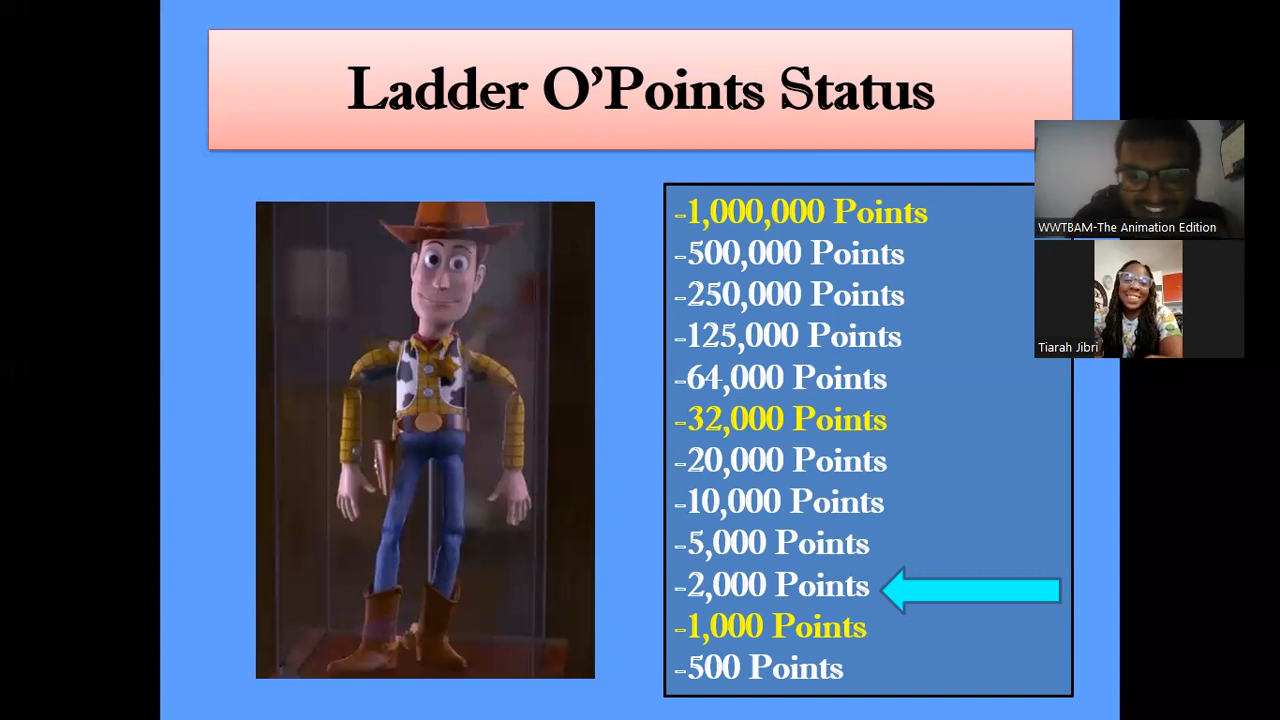 Ladder O'Points Status
-1,000,000 Points
-500,000 Points
-250,000 Points
-125,000 Points
-64,000 Points
-32,000 Points
-20,000 Points
-10,000 Points
-5,000 Points
-2,000 Points
-1,000 Points
-500 Points
WWTBAM-The Animation Edition
Tiarah Jibri